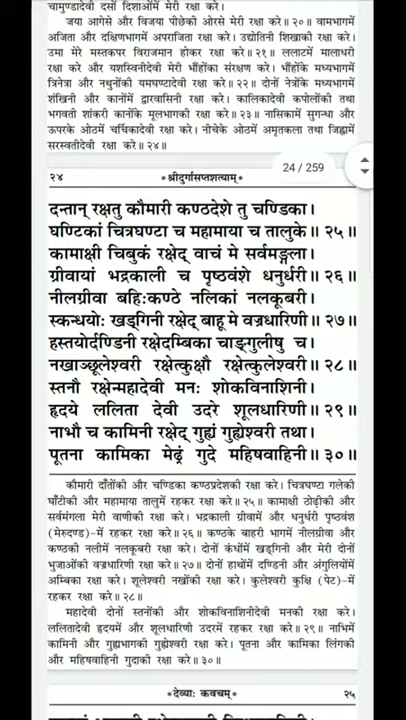 चामुण्डादेवी दसों दिशाओंमें मेरी रक्षा करे।
जया आगेसे और विजया पीछेकी ओरसे मेरी रक्षा करे॥ २०॥ वामभागमें
अजिता और दक्षिणभागमें अपराजिता रक्षा करे। उद्योतिनी शिखाकी रक्षा करे।
उमा मेरे मस्तकपर विराजमान होकर रक्षा करे॥ २१॥ ललाटमें मालाधरी
रक्षा करे और यशस्विनीदेवी मेरी भौंहोंका संरक्षण करे। भौंहोंके मध्यभागमें
त्रिनेत्रा और नथुनोंकी यमघण्टादेवी रक्षा करे॥ २२॥ दोनों नेत्रोंके मध्यभागमें
शंखिनी और कानोंमें द्वारवासिनी रक्षा करे। कालिकादेवी कपोलोंकी तथा
भगवती शांकरी कानोंके मूलभागकी रक्षा करे॥ २३॥ नासिकामें सुगन्धा और
ऊपरके ओठमें चर्चिकादेवी रक्षा करे। नीचेके ओठमें अमृतकला तथा जिह्वामें
सरस्वतीदेवी रक्षा करे॥ २४॥
24 / 259
२४ *श्रीदुर्गासप्तशत्याम्*
दन्तान् रक्षतु कौमारी कण्ठदेशे तु चण्डिका।
घण्टिकां चित्रघण्टा च महामाया च तालुके॥ २५॥
कामाक्षी चिबुकं रक्षेद् वाचं मे सर्वमङ्गला।
ग्रीवायां भद्रकाली च पृष्ठवंशे धनुर्धरी॥ २६॥
नीलग्रीवा बहिःकण्ठे नलिकां नलकूबरी।
स्कन्धयोः खड्गिनी रक्षेद् बाहू मे वज्रधारिणी॥ २७॥
हस्तयोर्दण्डिनी रक्षेदम्बिका चाङ्गुलीषु च।
नखाञ्छूलेश्वरी रक्षेत्कुक्षौ रक्षेत्कुलेश्वरी॥ २८॥
स्तनौ रक्षेन्महादेवी मनः शोकविनाशिनी।
हृदये ललिता देवी उदरे शूलधारिणी॥ २९॥
नाभौ च कामिनी रक्षेद् गुह्यं गुह्येश्वरी तथा।
पूतना कामिका मेढ्रं गुदे महिषवाहिनी॥ ३०॥
कौमारी दाँतोंकी और चण्डिका कण्ठप्रदेशकी रक्षा करे। चित्रघण्टा गलेकी
घाँटीकी और महामाया तालुमें रहकर रक्षा करे॥ २५॥ कामाक्षी ठोढ़ीकी और
सर्वमंगला मेरी वाणीकी रक्षा करे। भद्रकाली ग्रीवामें और धनुर्धरी पृष्ठवंश
(मेरुदण्ड)-में रहकर रक्षा करे॥ २६॥ कण्ठके बाहरी भागमें नीलग्रीवा और
कण्ठकी नलीमें नलकूबरी रक्षा करे। दोनों कंधोंमें खड्गिनी और मेरी दोनों
भुजाओंकी वज्रधारिणी रक्षा करे॥ २७॥ दोनों हाथोंमें दण्डिनी और अंगुलियोंमें
अम्बिका रक्षा करे। शूलेश्वरी नखोंकी रक्षा करे। कुलेश्वरी कुक्षि (पेट)-में
रहकर रक्षा करे॥ २८॥
महादेवी दोनों स्तनोंकी और शोकविनाशिनीदेवी मनकी रक्षा करे।
ललितादेवी हृदयमें और शूलधारिणी उदरमें रहकर रक्षा करे॥ २९॥ नाभिमें
कामिनी और गुह्यभागकी गुह्येश्वरी रक्षा करे। पूतना और कामिका लिंगकी
और महिषवाहिनी गुदाकी रक्षा करे॥ ३०॥
*देव्याः कवचम्* २५